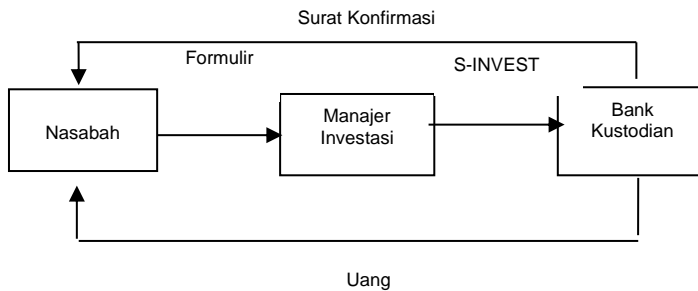 Surat Konfirmasi
Formulir
S-INVEST
Nasabah
Manajer
Investasi
Bank
Kustodian
Uang